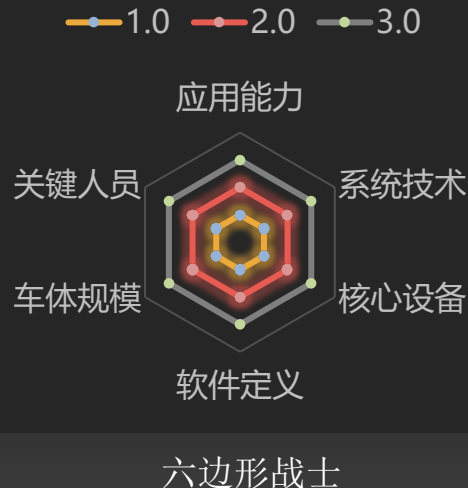 1.0 2.0 3.0
应用能力
关键人员 系统技术
车体规模 核心设备
软件定义
六边形战士